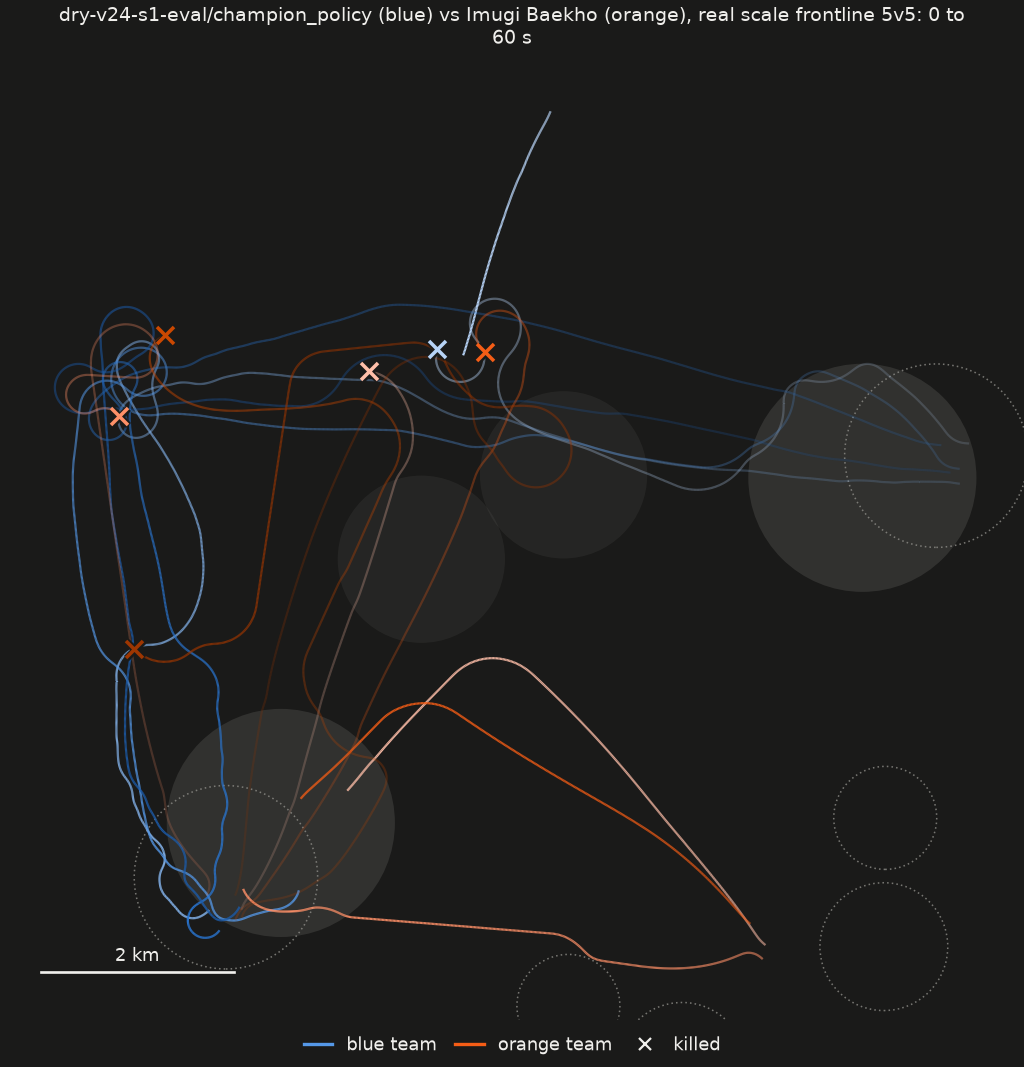 dry-v24-s1-eval/champion_policy (blue) vs Imugi Baekho (orange), real scale frontline 5v5: 0 to
60 s
2 km
blue team
orange team
killed